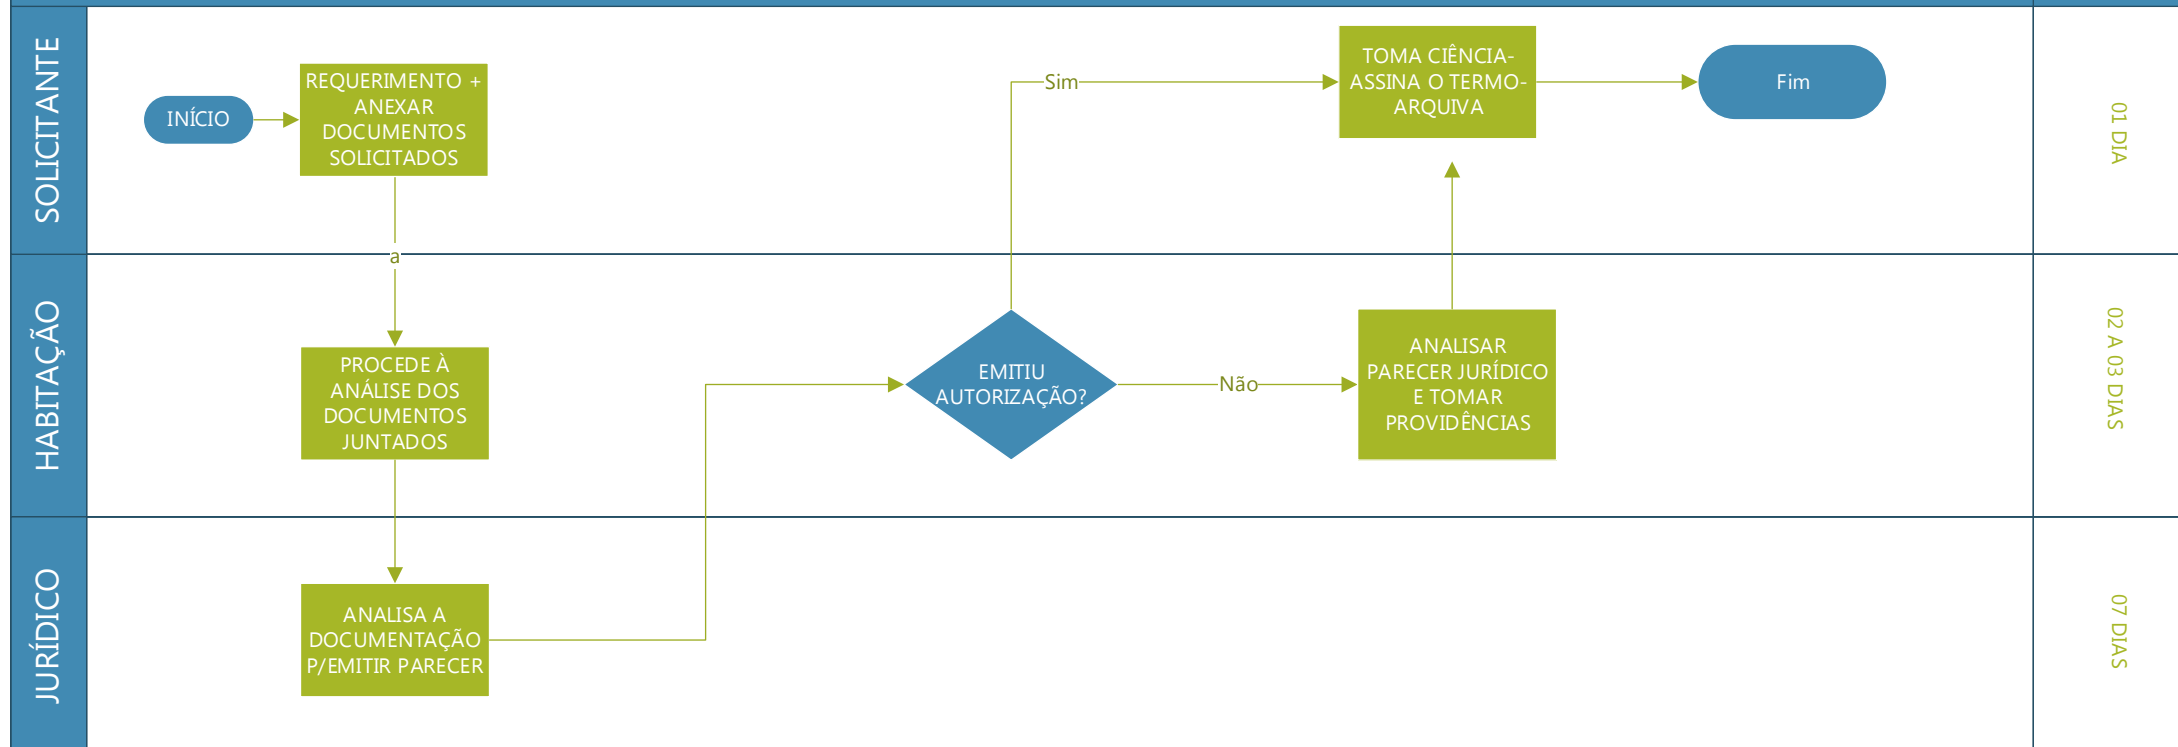 SOLICITANTE
INÍCIO
REQUERIMENTO +
ANEXAR
DOCUMENTOS
SOLICITADOS
Sim
TOMA CIÊNCIA-
ASSINA O TERMO-
ARQUIVA
Fim
01 DIA
a
HABITAÇÃO
PROCEDE À
ANÁLISE DOS
DOCUMENTOS
JUNTADOS
EMITIU
AUTORIZAÇÃO?
Não
ANALISAR
PARECER JURÍDICO
E TOMAR
PROVIDÊNCIAS
02 A 03 DIAS
JURÍDICO
ANALISA A
DOCUMENTAÇÃO
P/EMITIR PARECER
07 DIAS